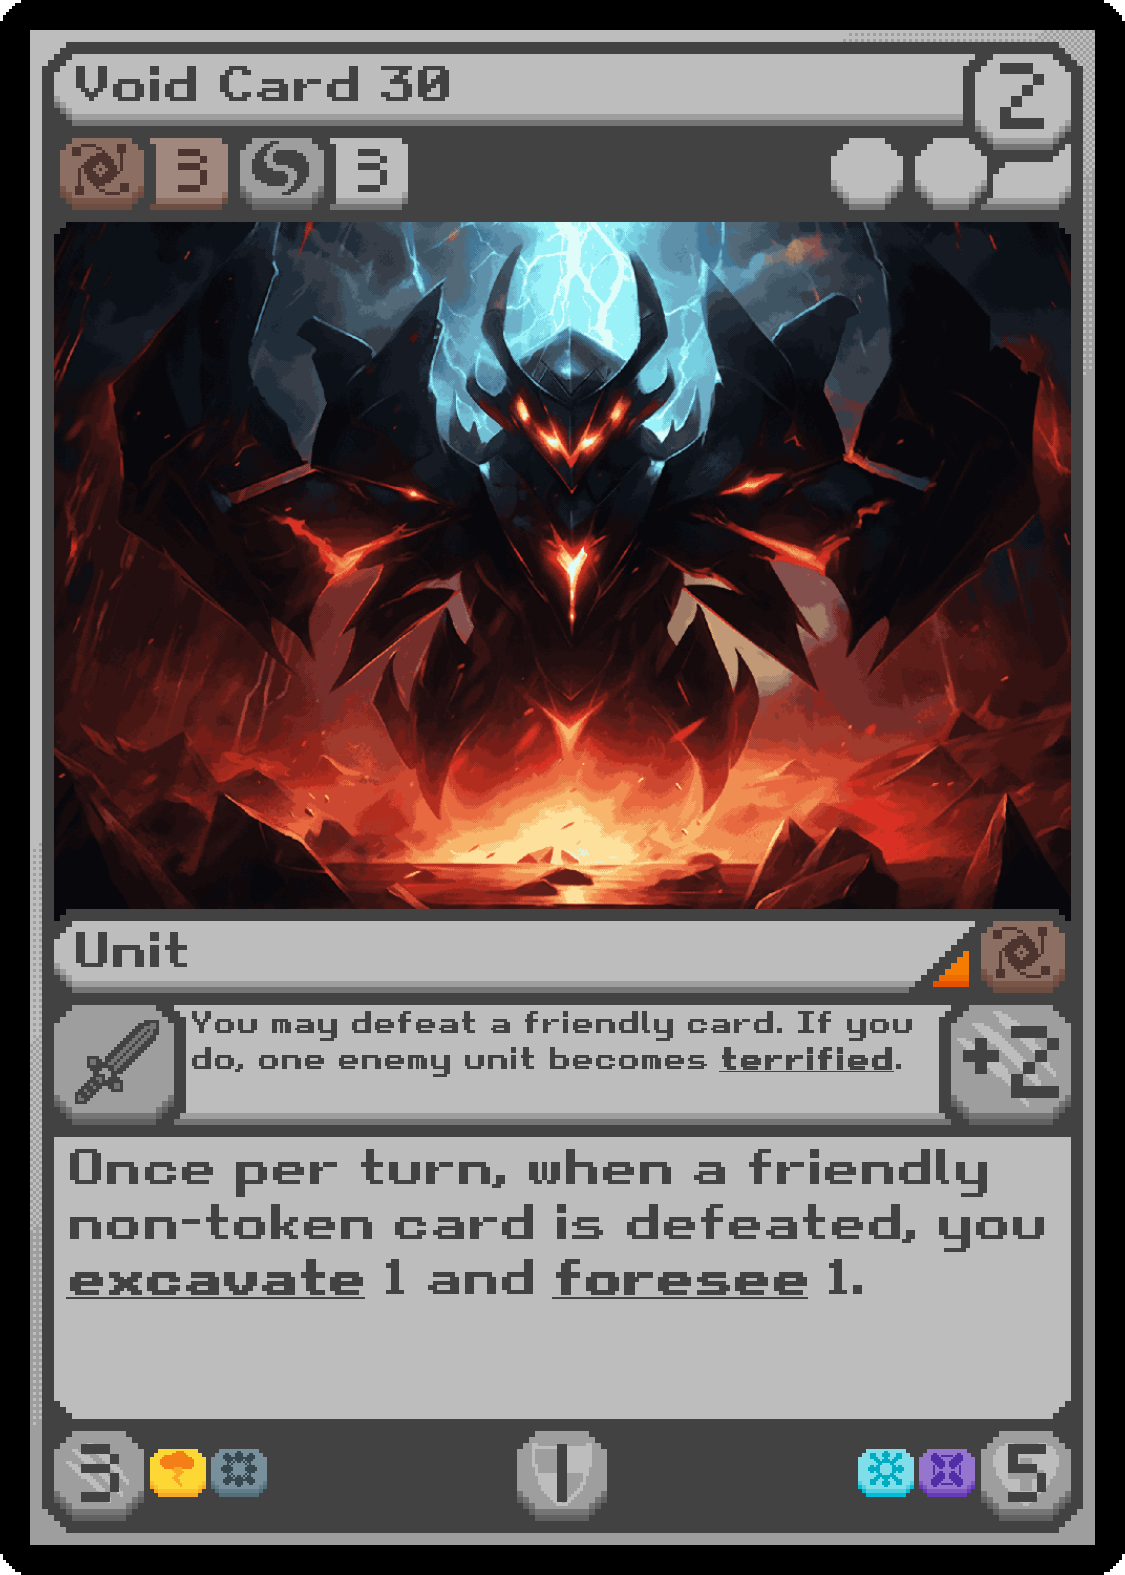 Void Card 30
2
3 3
Unit
You may defeat a friendly card. If you
do, one enemy unit becomes terrified.
+2
Once per turn, when a friendly
non-token card is defeated, you
excavate 1 and foresee 1.
3 1 5